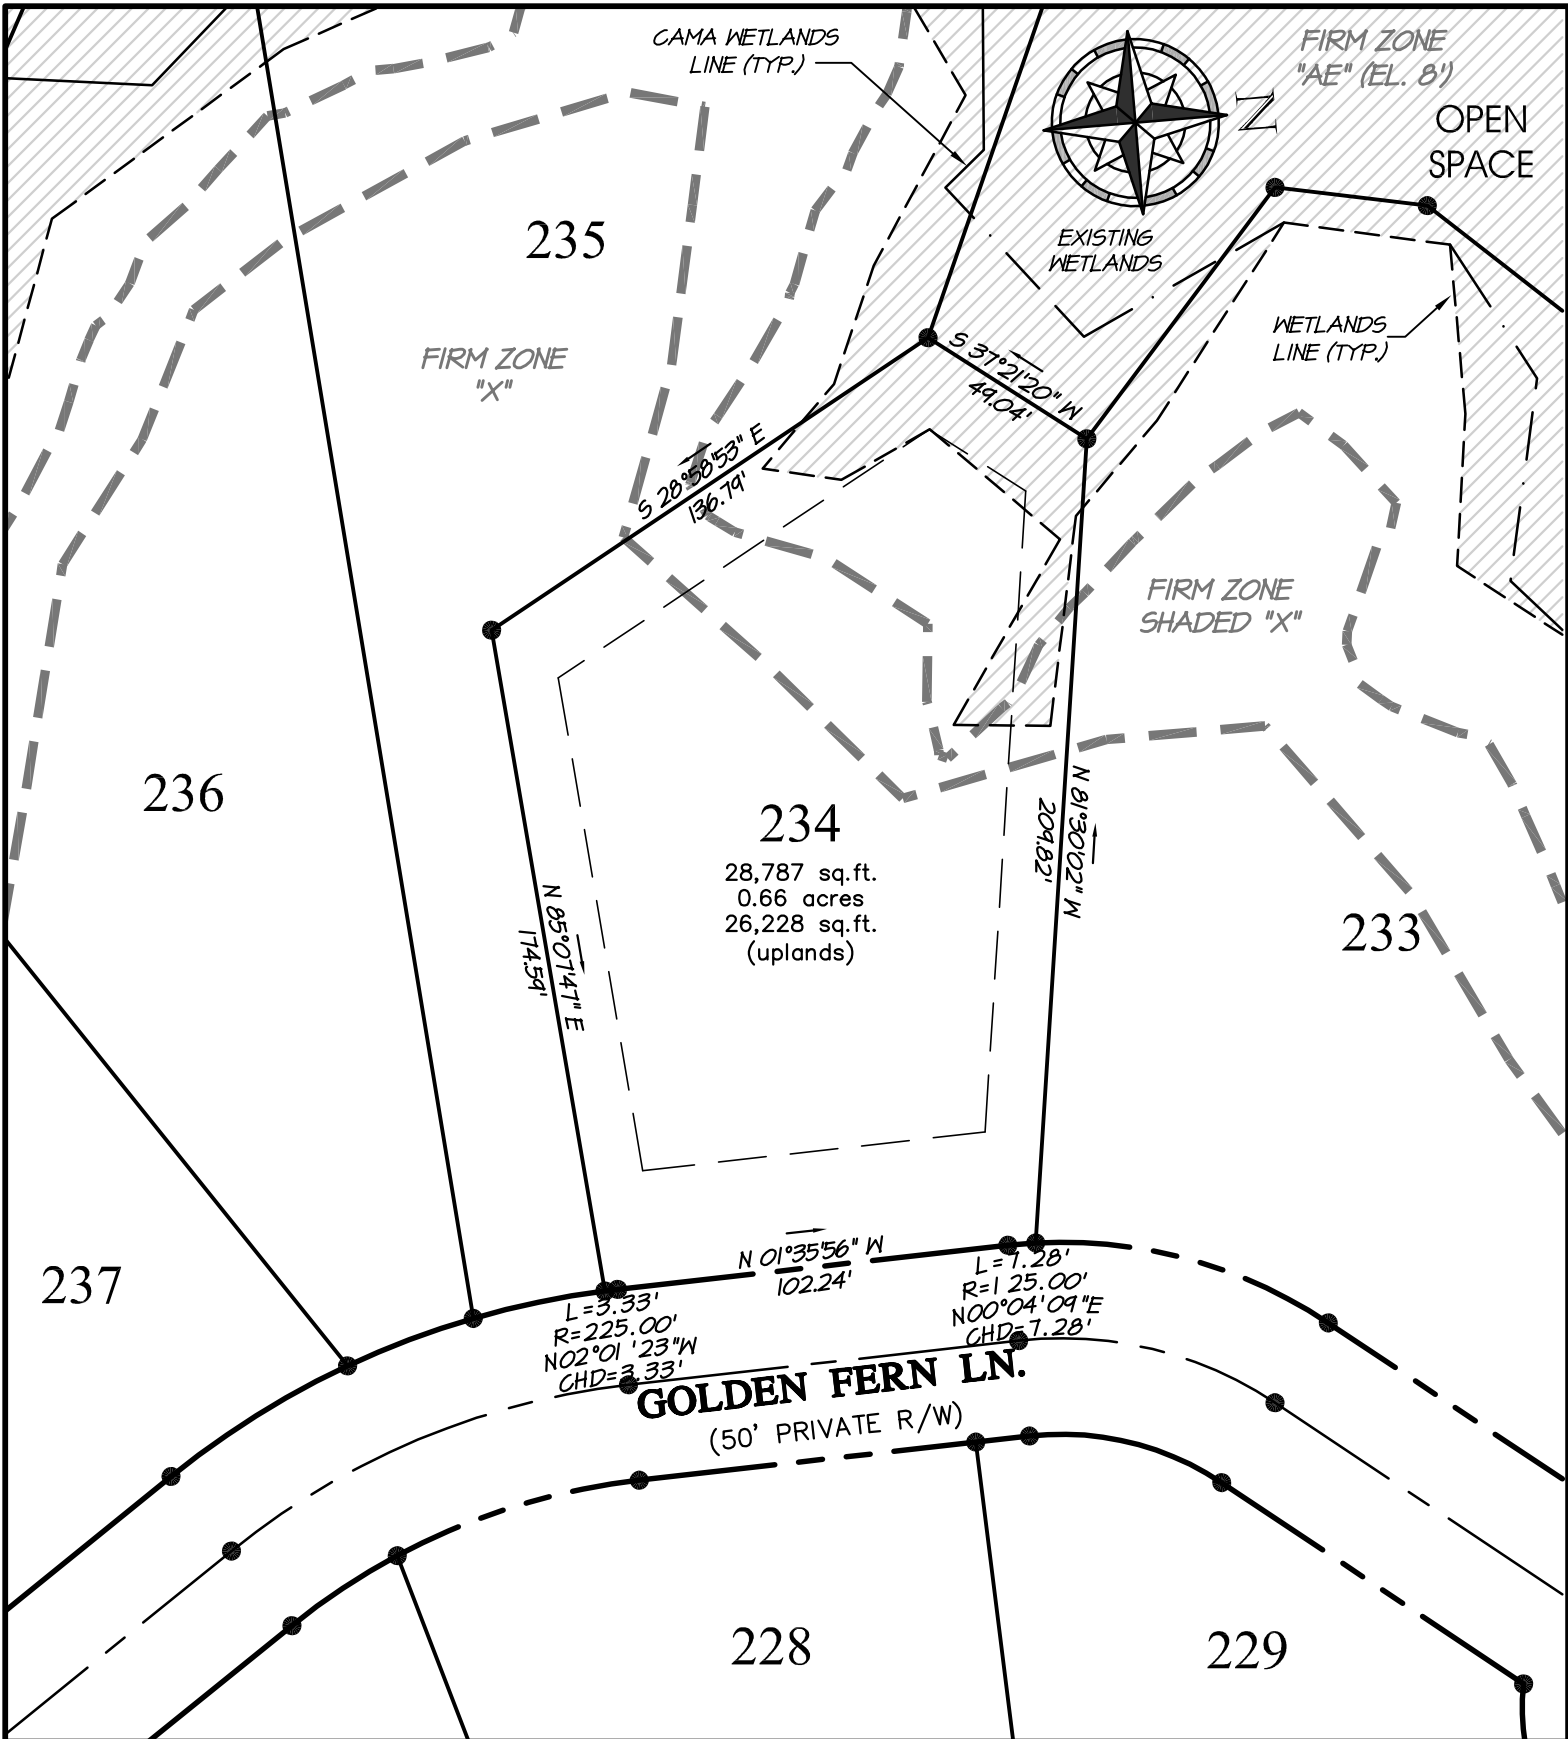 CAMA WETLANDS
LINE (TYP.)
FIRM ZONE
"AE" (EL. 8')
N
OPEN
SPACE
235
EXISTING
WETLANDS
WETLANDS
LINE (TYP.)
FIRM ZONE
"X"
S 37°21'20" W
49.04'
S 28°58'53" E
136.79'
FIRM ZONE
SHADED "X"
236
234
28,787 sq.ft.
0.66 acres
26,228 sq.ft.
(uplands)
N 81°30'02" W
209.82'
N 85°07'47" E
174.59'
233
237
N 01°35'56" W
102.24'
L=3.33'
R=225.00'
N02°01'23"W
CHD=3.33'
L=7.28'
R=125.00'
N00°04'09"E
CHD=7.28'
GOLDEN FERN LN.
(50' PRIVATE R/W)
228
229